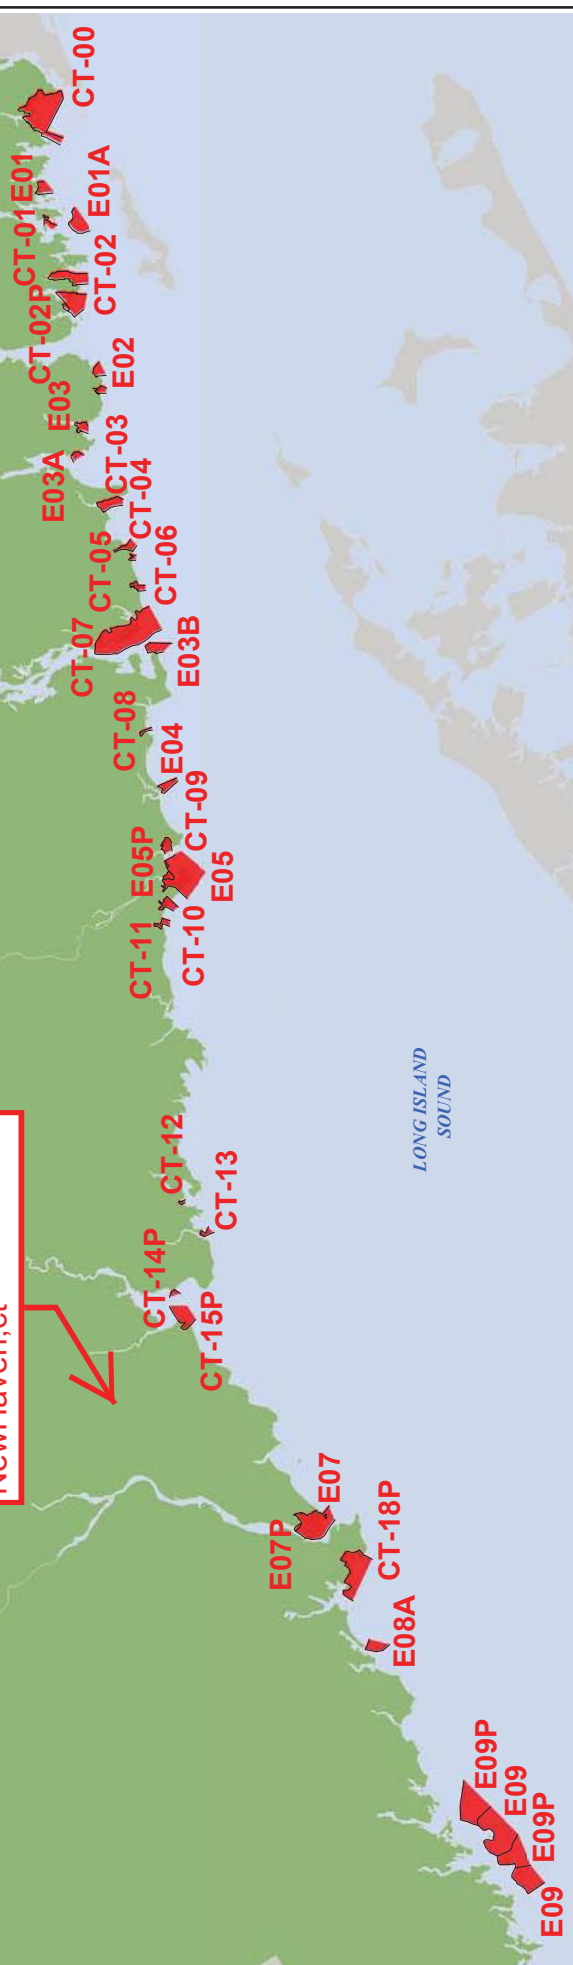 CT-00
E01
CT-01
E01A
CT-02
CT-02P
E02
E03
CT-03
E03A
CT-04
CT-05
CT-06
CT-07
E03B
CT-08
E04
CT-09
E05P
E05
CT-10
CT-11
LONG ISLAND
SOUND
CT-12
CT-13
CT-14P
CT-15P
E07
E07P
CT-18P
E08A
E09P
E09
E09P
E09